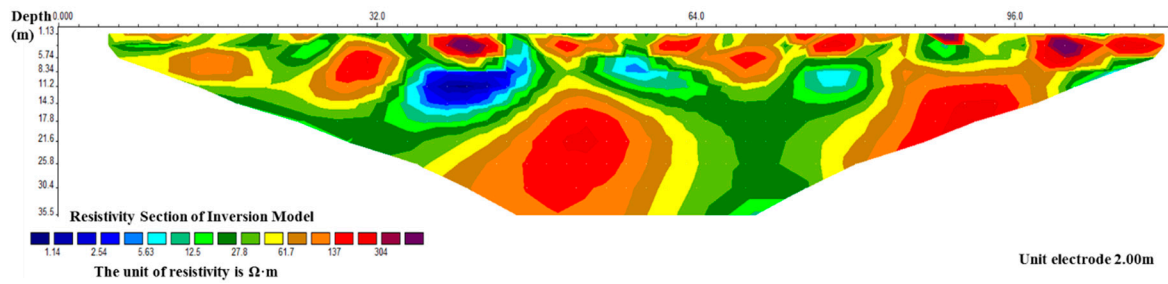 Depth 0.000 32.0 64.0 96.0
(m)
1.13
5.74
8.34
11.2
14.3
17.8
21.6
25.8
30.4
35.5
Resistivity Section of Inversion Model
1.14 2.54 5.63 12.5 27.8 61.7 137 304
The unit of resistivity is Ω·m
Unit electrode 2.00m